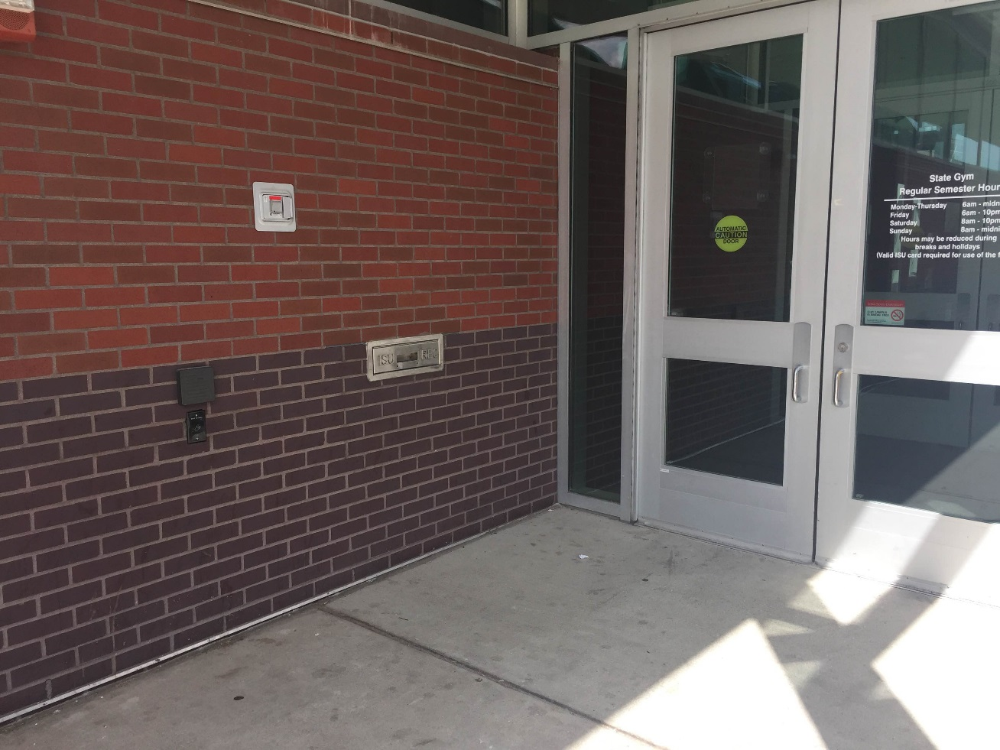 State Gym
Regular Semester Hour
Monday-Thursday 6am - midn
Friday 6am - 10pm
Saturday 8am - 10pm
Sunday 8am - midni
Hours may be reduced during
breaks and holidays
(Valid ISU card required for use of the
AUTOMATIC
CAUTION
DOOR
ISU REC